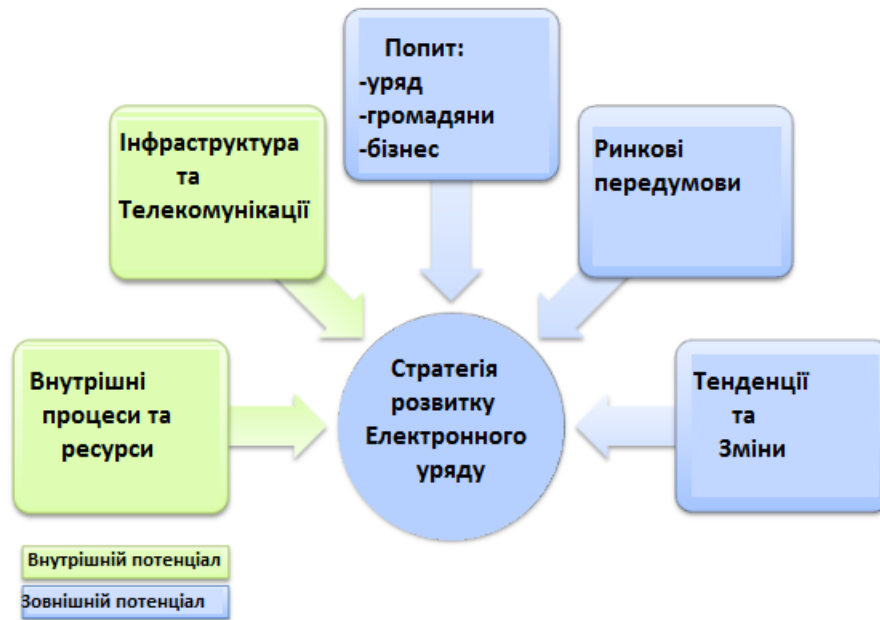 Попит:
-уряд
-громадяни
-бізнес
Інфраструктура
та
Телекомунікації
Ринкові
передумови
Внутрішні
процеси та
ресурси
Стратегія
розвитку
Електронного
уряду
Тенденції
та
Зміни
Внутрішній потенціал
Зовнішній потенціал